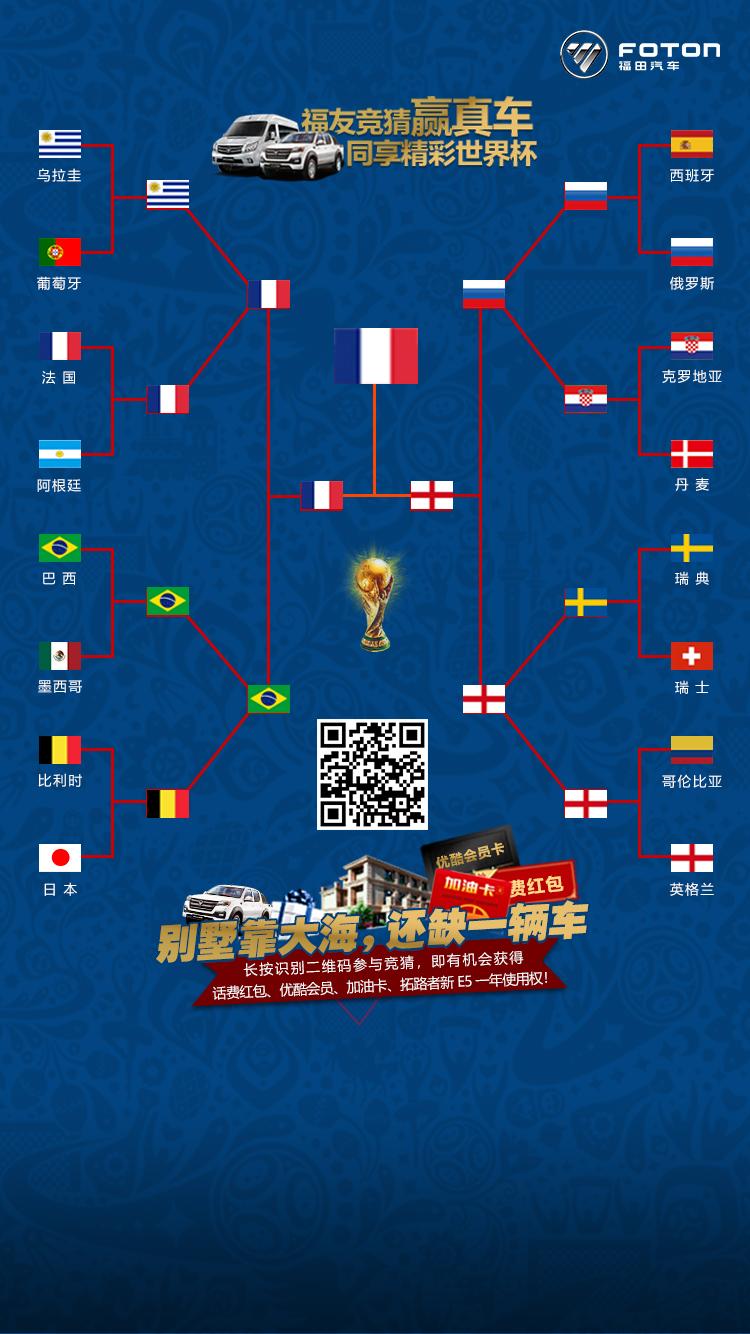 FOTON
福田汽车
福友竞猜赢真车
同享精彩世界杯
乌拉圭
西班牙
葡萄牙
俄罗斯
法国
克罗地亚
阿根廷
丹麦
巴西
瑞典
墨西哥
瑞士
比利时
哥伦比亚
日本
英格兰
优酷会员卡
加油卡
费红包
别墅靠大海，还缺一辆车
长按识别二维码参与竞猜，即有机会获得
话费红包、优酷会员、加油卡、拓路者新 E5 一年使用权！